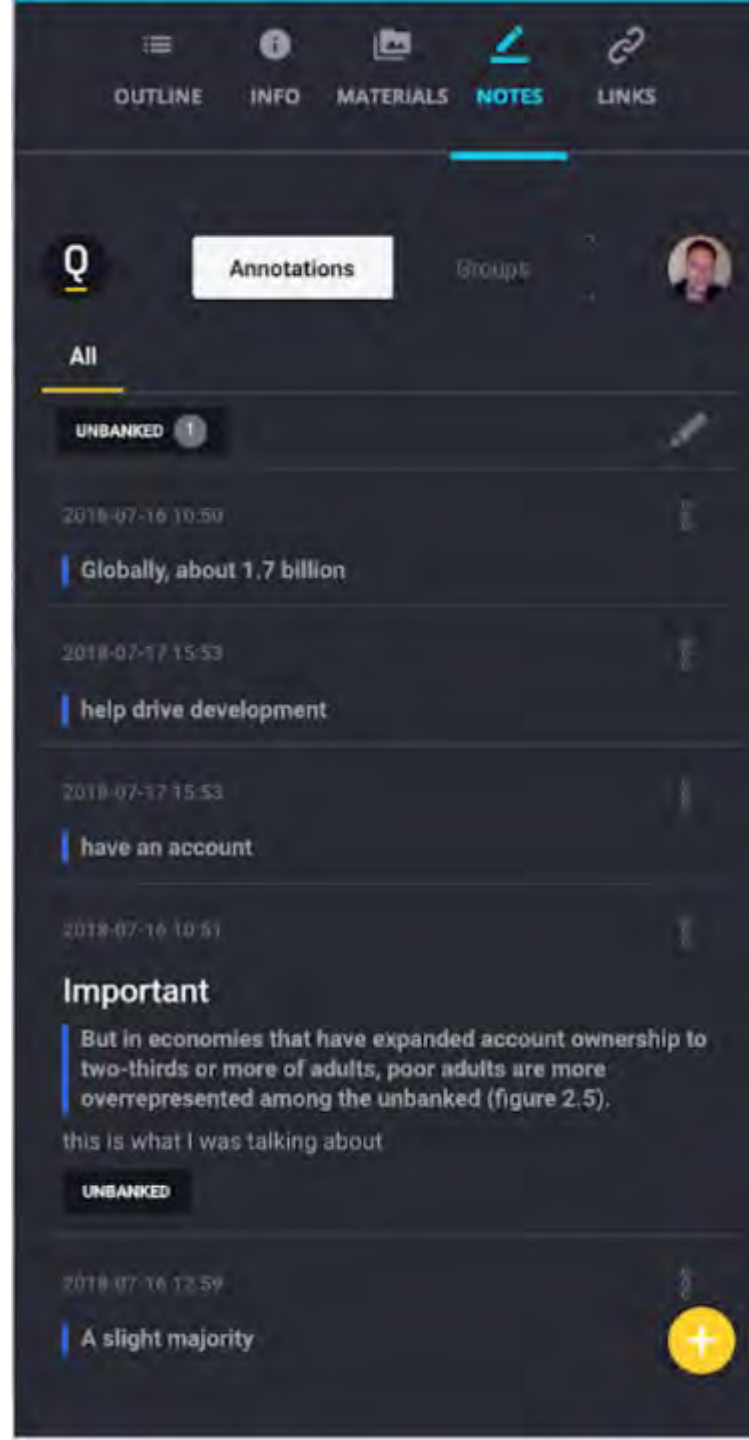 OUTLINE INFO MATERIALS NOTES LINKS
Q Annotations Groups
All
UNBANKED 1
2018-07-16 10:50
Globally, about 1.7 billion
2018-07-17 15:53
help drive development
2018-07-17 15:53
have an account
2018-07-16 10:51
Important
But in economies that have expanded account ownership to
two-thirds or more of adults, poor adults are more
overrepresented among the unbanked (figure 2.5).
this is what I was talking about
UNBANKED
2018-07-16 12:59
A slight majority